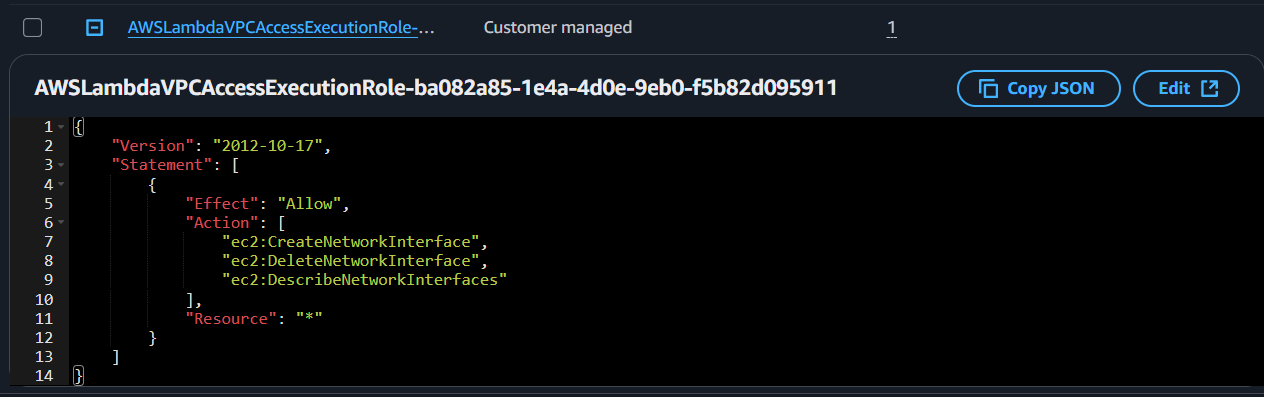 AWSLambdaVPCAccessExecutionRole-... Customer managed 1
AWSLambdaVPCAccessExecutionRole-ba082a85-1e4a-4d0e-9eb0-f5b82d095911 Copy JSON Edit
1 {
2 "Version": "2012-10-17",
3 "Statement": [
4 {
5 "Effect": "Allow",
6 "Action": [
7 "ec2:CreateNetworkInterface",
8 "ec2:DeleteNetworkInterface",
9 "ec2:DescribeNetworkInterfaces"
10 ],
11 "Resource": "*"
12 }
13 ]
14 }